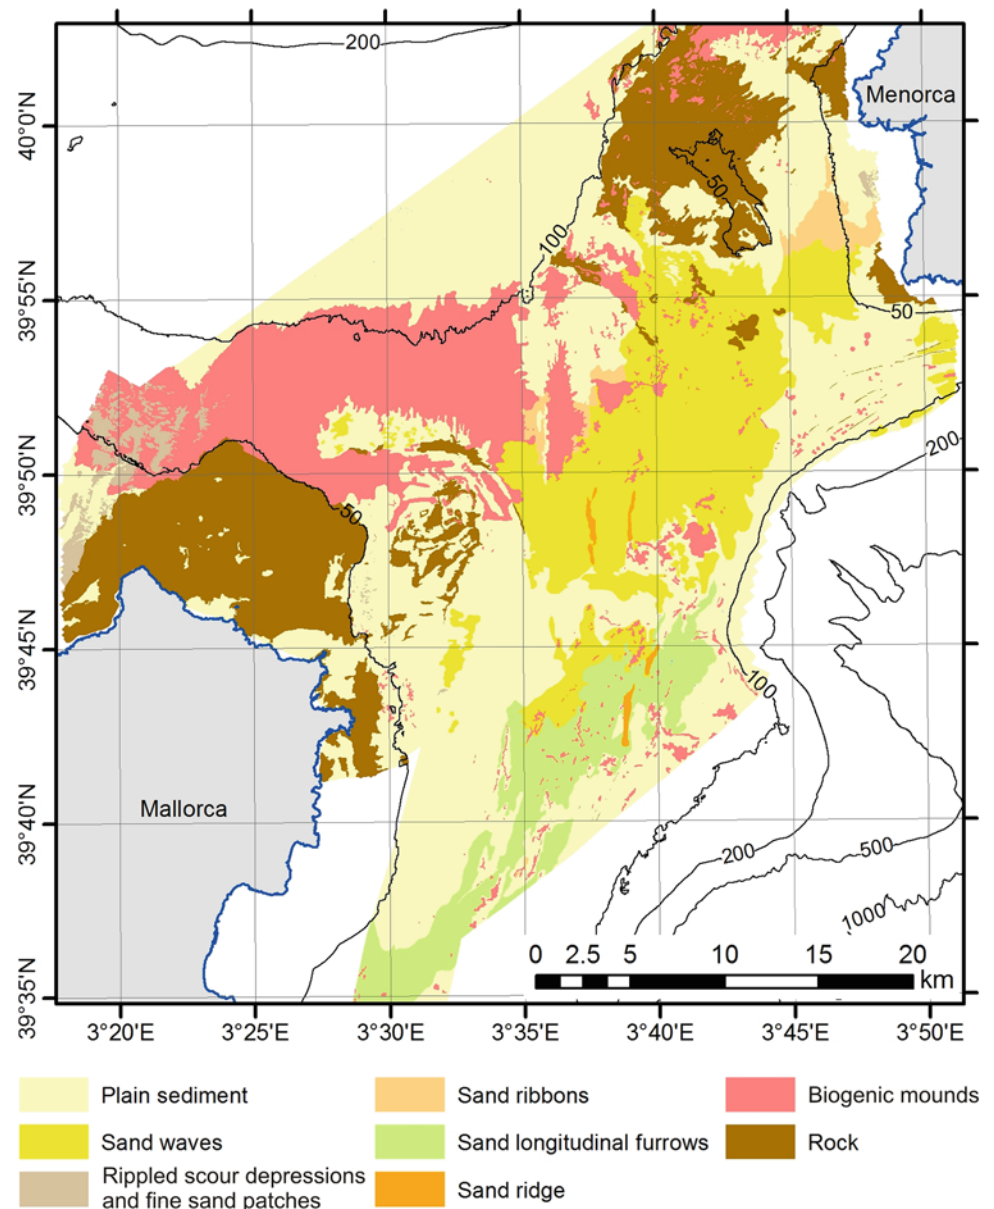 200
Menorca
40°0'N
50
100
39°55'N
50
200
39°50'N
50
39°45'N
100
Mallorca
39°40'N
200
500
1000
0 2.5 5 10 15 20
km
39°35'N
3°20'E 3°25'E 3°30'E 3°35'E 3°40'E 3°45'E 3°50'E
Plain sediment
Sand ribbons
Biogenic mounds
Sand waves
Sand longitudinal furrows
Rock
Rippled scour depressions
and fine sand patches
Sand ridge